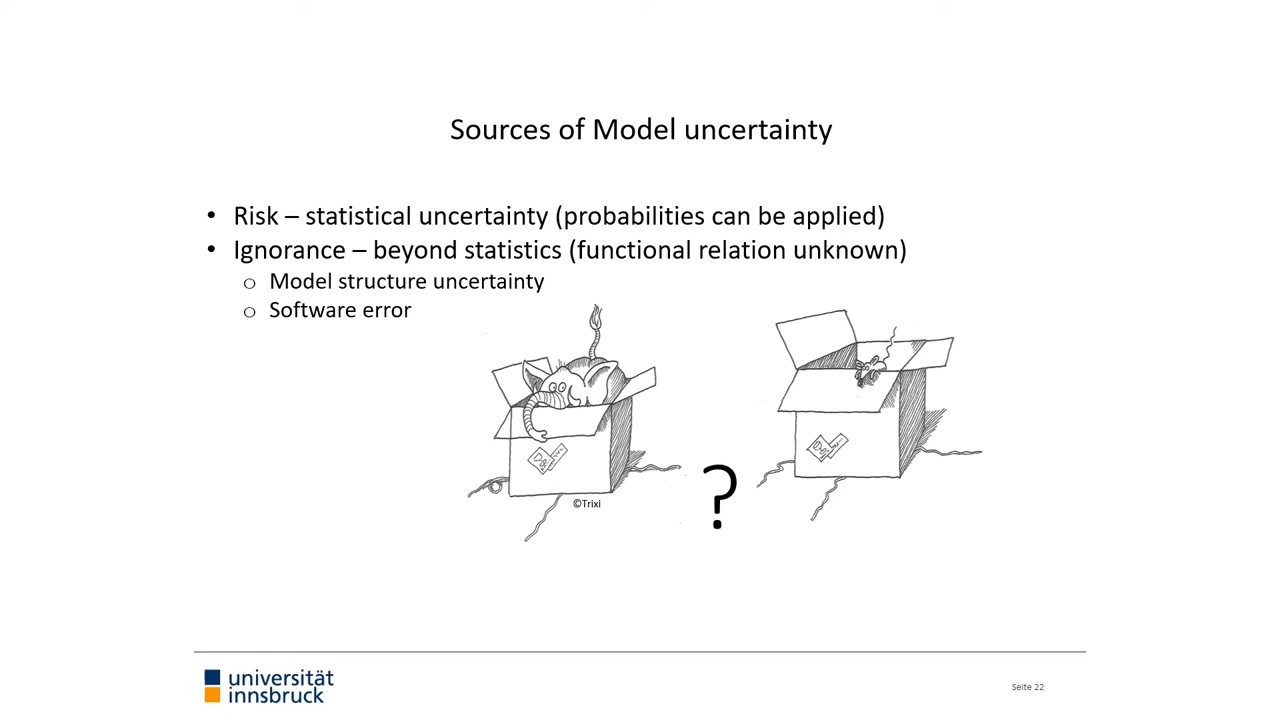 Sources of Model uncertainty
• Risk – statistical uncertainty (probabilities can be applied)
• Ignorance – beyond statistics (functional relation unknown)
o Model structure uncertainty
o Software error
?
©Trixi
universität
innsbruck
Seite 22